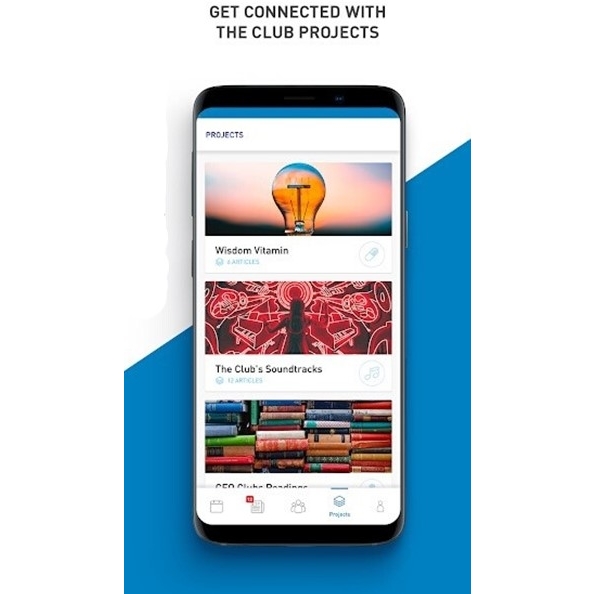 GET CONNECTED WITH
THE CLUB PROJECTS
PROJECTS
Wisdom Vitamin
6 ARTICLES
The Club's Soundtracks
12 ARTICLES
CEO Clubs Readings
Projects